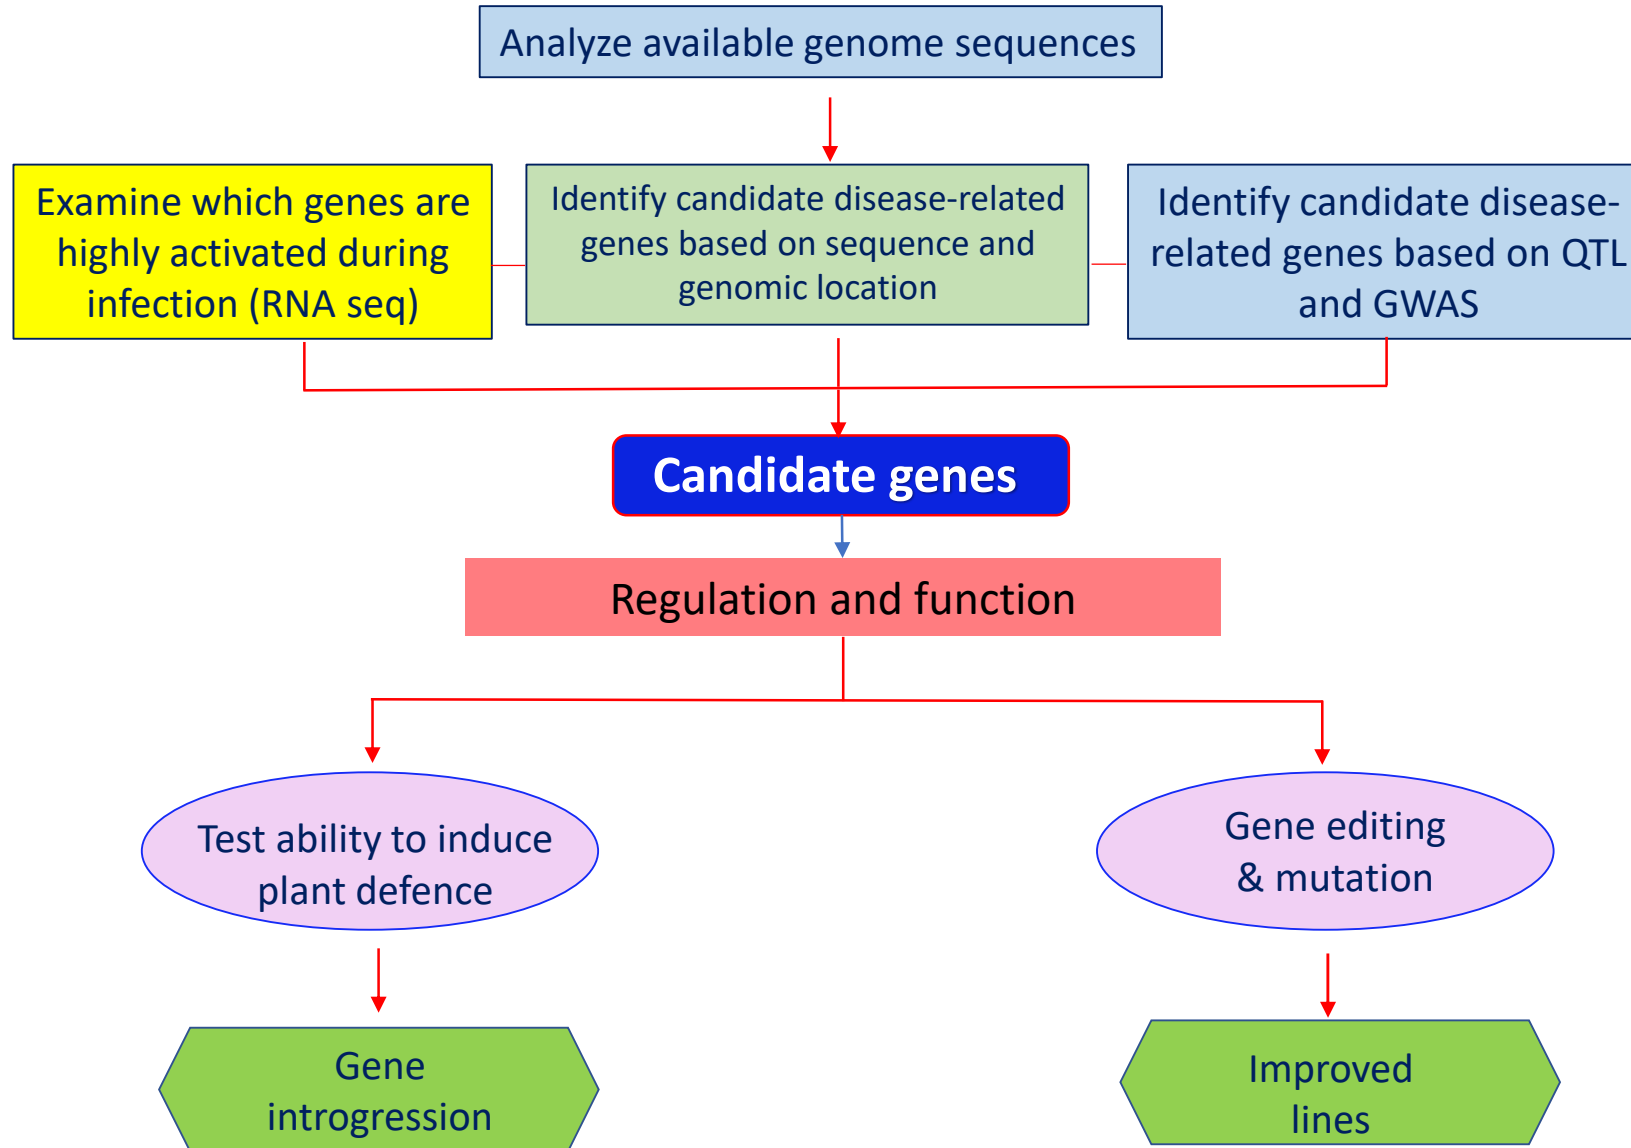 Analyze available genome sequences
Examine which genes are
highly activated during
infection (RNA seq)
Identify candidate disease-related
genes based on sequence and
genomic location
Identify candidate disease-
related genes based on QTL
and GWAS
Candidate genes
Regulation and function
Test ability to induce
plant defence
Gene editing
& mutation
Gene
introgression
Improved
lines